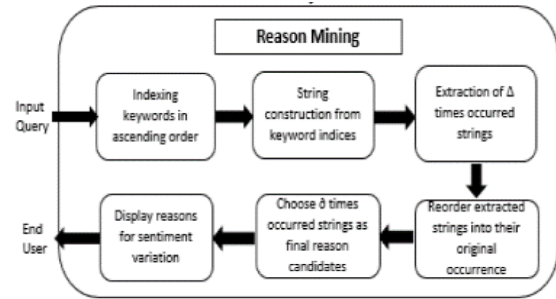 Reason Mining
Input
Query
Indexing
keywords in
ascending order
String
construction from
keyword indices
Extraction of Δ
times occurred
strings
End
User
Display reasons
for sentiment
variation
Choose ∂ times
occurred strings as
final reason
candidates
Reorder extracted
strings into their
original
occurrence